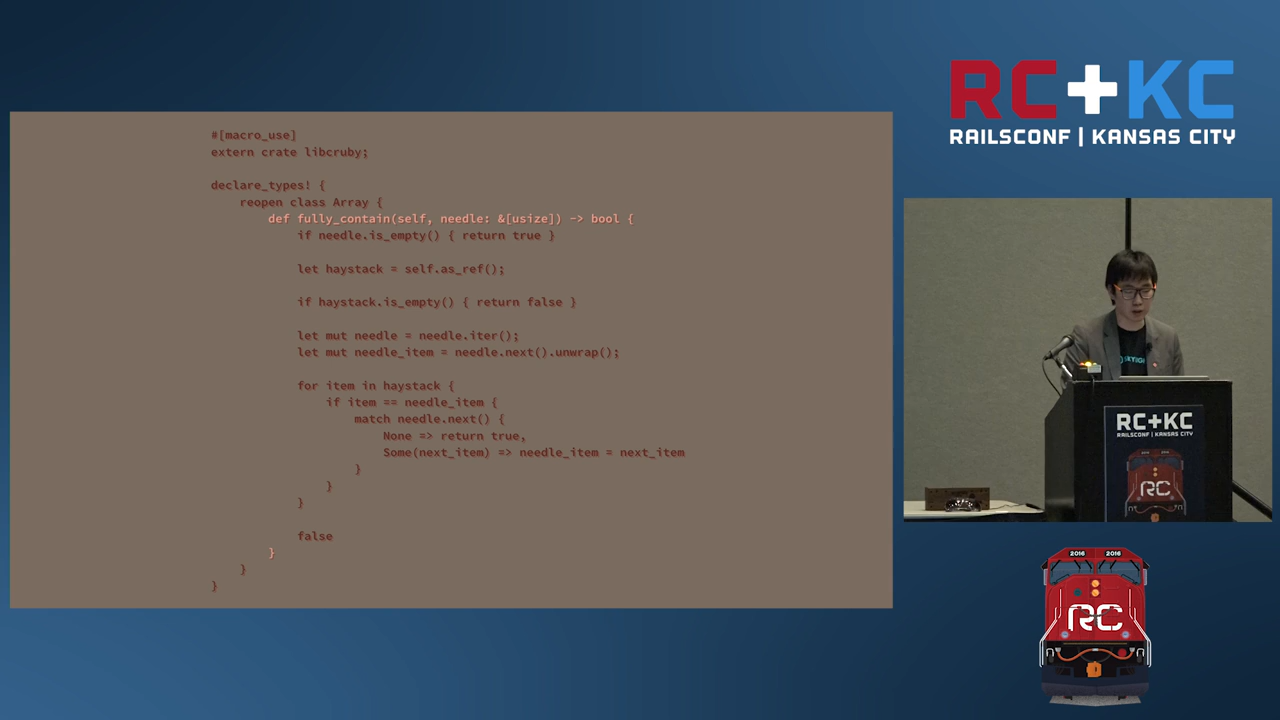 #[macro_use]
extern crate libcruby;
declare_types! {
reopen class Array {
def fully_contain(self, needle: &[usize]) -> bool {
if needle.is_empty() { return true }
let haystack = self.as_ref();
if haystack.is_empty() { return false }
let mut needle = needle.iter();
let mut needle_item = needle.next().unwrap();
for item in haystack {
if item == needle_item {
match needle.next() {
None => return true,
Some(next_item) => needle_item = next_item
}
}
}
false
}
}
}
RC+KC
RAILSCONF | KANSAS CITY
RC+KC
RAILSCONF | KANSAS CITY
RC
2016 2016
RC